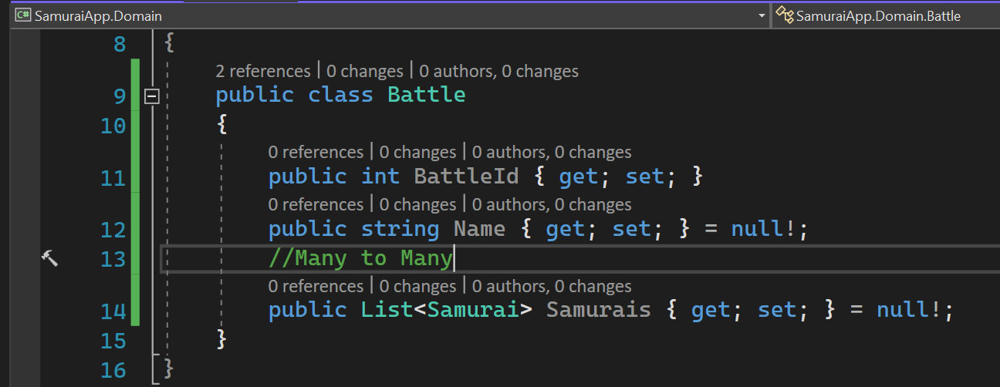 C# SamuraiApp.Domain SamuraiApp.Domain.Battle
8 {
2 references | 0 changes | 0 authors, 0 changes
9 public class Battle
10 {
0 references | 0 changes | 0 authors, 0 changes
11 public int BattleId { get; set; }
0 references | 0 changes | 0 authors, 0 changes
12 public string Name { get; set; } = null!;
13 //Many to Many
0 references | 0 changes | 0 authors, 0 changes
14 public List<Samurai> Samurais { get; set; } = null!;
15 }
16 }